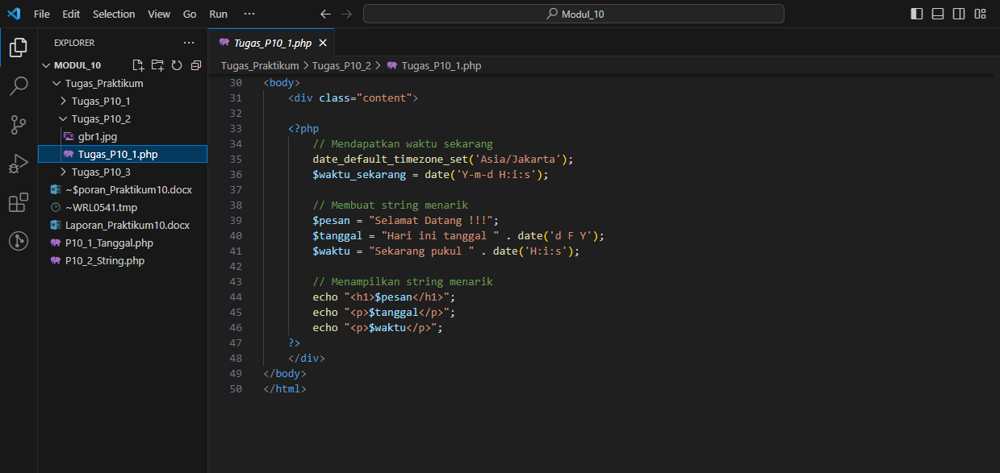 File Edit Selection View Go Run ···
Modul_10
EXPLORER ···
MODUL_10
Tugas_Praktikum
Tugas_P10_1
Tugas_P10_2
gbr1.jpg
Tugas_P10_1.php
Tugas_P10_3
~$poran_Praktikum10.docx
~WRL0541.tmp
Laporan_Praktikum10.docx
P10_1_Tanggal.php
P10_2_String.php
Tugas_P10_1.php
Tugas_Praktikum > Tugas_P10_2 > Tugas_P10_1.php
30 <body>
31 <div class="content">
32
33 <?php
34 // Mendapatkan waktu sekarang
35 date_default_timezone_set('Asia/Jakarta');
36 $waktu_sekarang = date('Y-m-d H:i:s');
37
38 // Membuat string menarik
39 $pesan = "Selamat Datang !!!";
40 $tanggal = "Hari ini tanggal " . date('d F Y');
41 $waktu = "Sekarang pukul " . date('H:i:s');
42
43 // Menampilkan string menarik
44 echo "<h1>$pesan</h1>";
45 echo "<p>$tanggal</p>";
46 echo "<p>$waktu</p>";
47 ?>
48 </div>
49 </body>
50 </html>